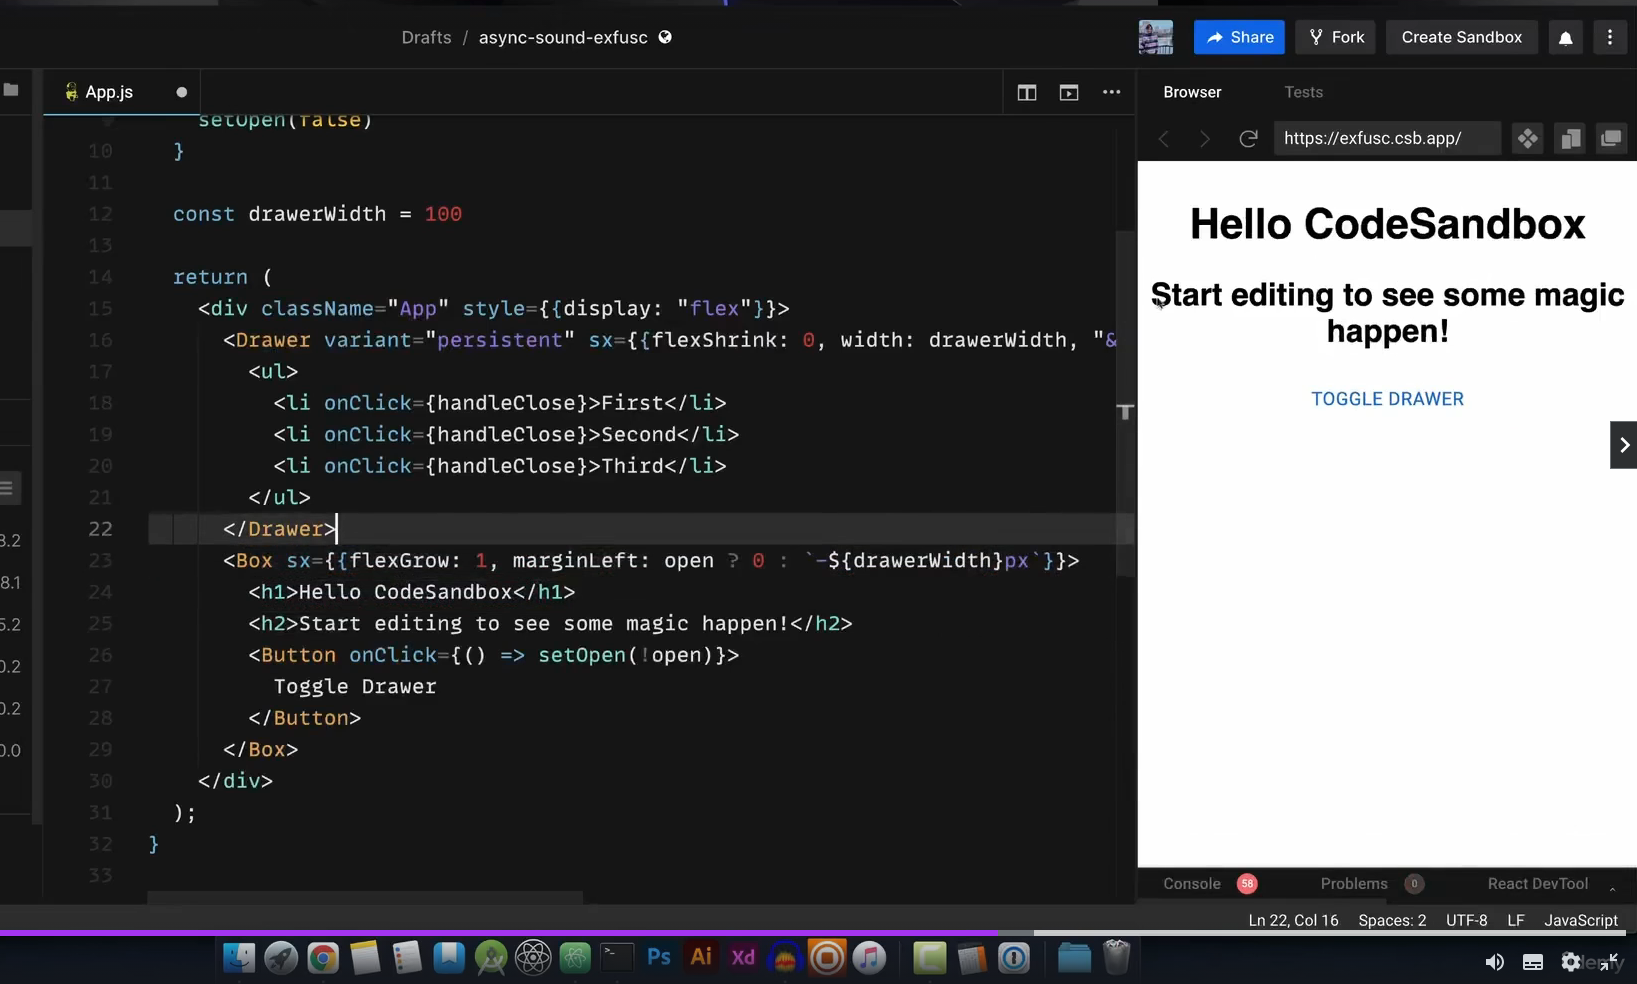 Drafts / async-sound-exfusc
Share
Fork
Create Sandbox
App.js
Browser
Tests
https://exfusc.csb.app/
setOpen(false)
10 }
11
12 const drawerWidth = 100
13
14 return (
15 <div className="App" style={{display: "flex"}}>
16 <Drawer variant="persistent" sx={{flexShrink: 0, width: drawerWidth, "&
17 <ul>
18 <li onClick={handleClose}>First</li>
19 <li onClick={handleClose}>Second</li>
20 <li onClick={handleClose}>Third</li>
21 </ul>
22 </Drawer>
23 <Box sx={{flexGrow: 1, marginLeft: open ? 0 : `-${drawerWidth}px`}}>
24 <h1>Hello CodeSandbox</h1>
25 <h2>Start editing to see some magic happen!</h2>
26 <Button onClick={() => setOpen(!open)}>
27 Toggle Drawer
28 </Button>
29 </Box>
30 </div>
31 );
32 }
33
8.2
8.1
5.2
0.2
0.2
0.0
Hello CodeSandbox
Start editing to see some magic
happen!
TOGGLE DRAWER
Console 58
Problems 0
React DevTool
Ln 22, Col 16
Spaces: 2
UTF-8
LF
JavaScript
Ps
Ai
Xd